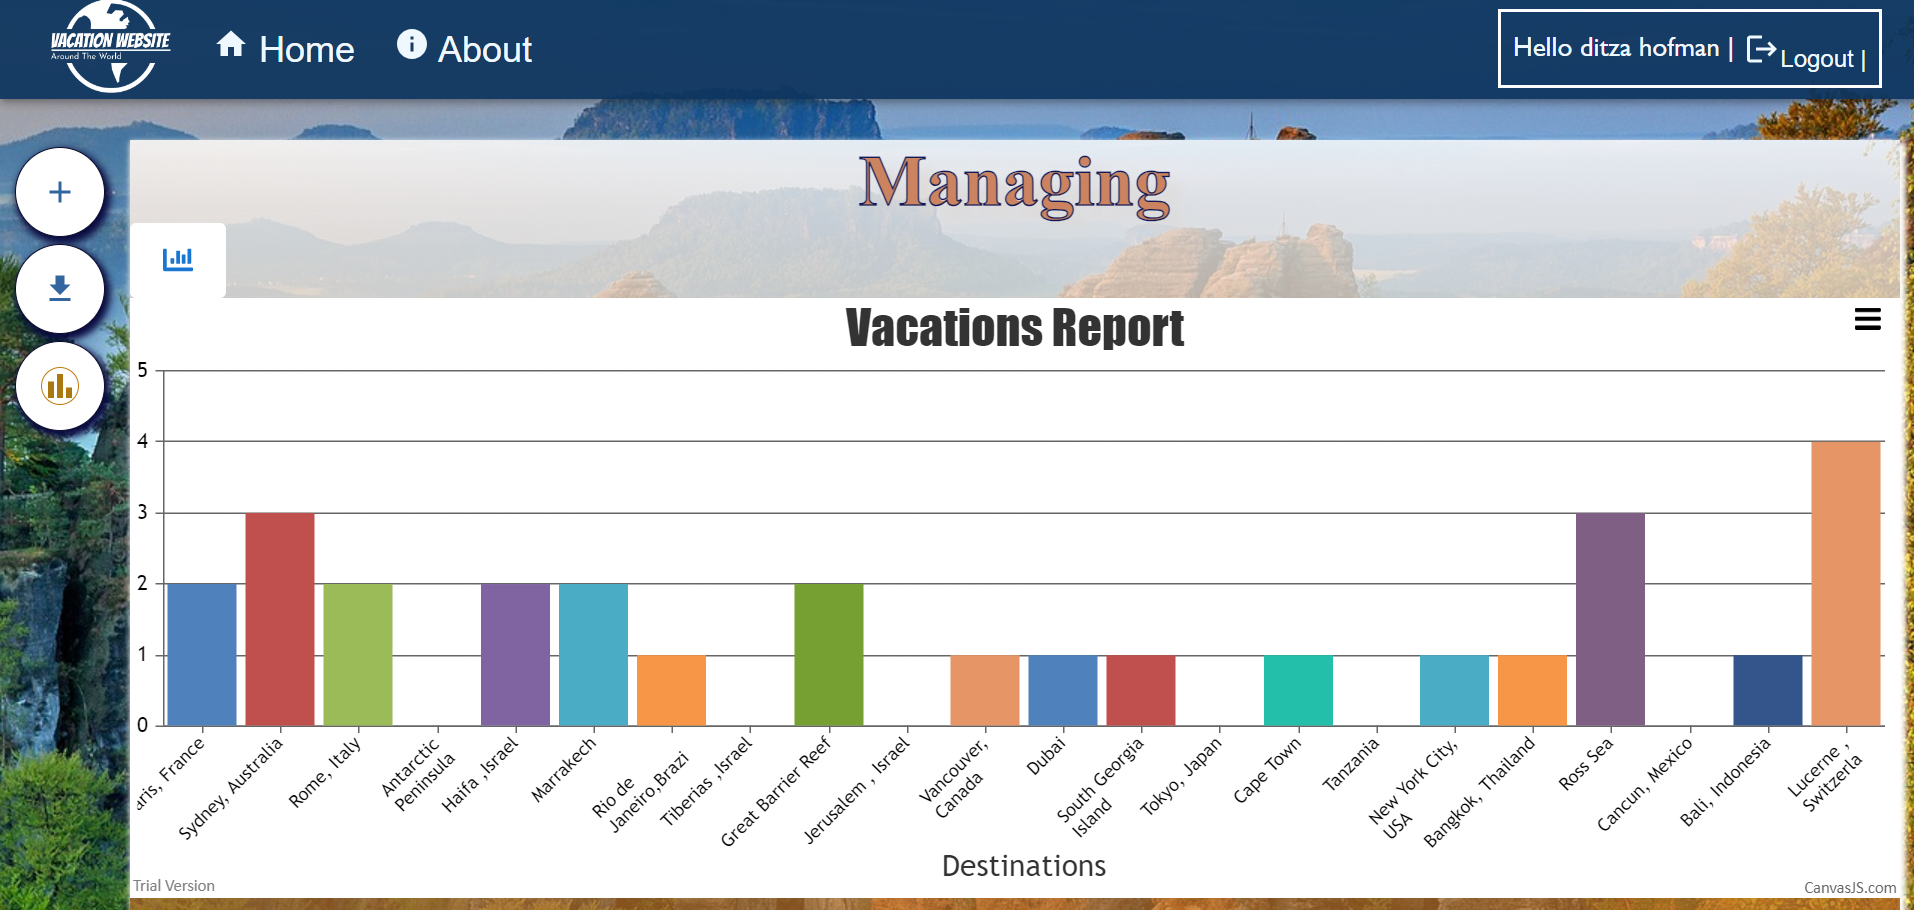 VACATION WEBSITE
Around The World
Home
About
Hello ditza hofman |
Logout |
Managing
Vacations Report
5
4
3
2
1
0
aris, France
Sydney, Australia
Rome, Italy
Antarctic
Peninsula
Haifa ,Israel
Marrakech
Rio de
Janeiro,Brazi
Tiberias ,Israel
Great Barrier Reef
Jerusalem , Israel
Vancouver,
Canada
Dubai
South Georgia
Island
Tokyo, Japan
Cape Town
Tanzania
New York City,
USA
Bangkok, Thailand
Ross Sea
Cancun, Mexico
Bali, Indonesia
Lucerne ,
Switzerla
Destinations
Trial Version
CanvasJS.com